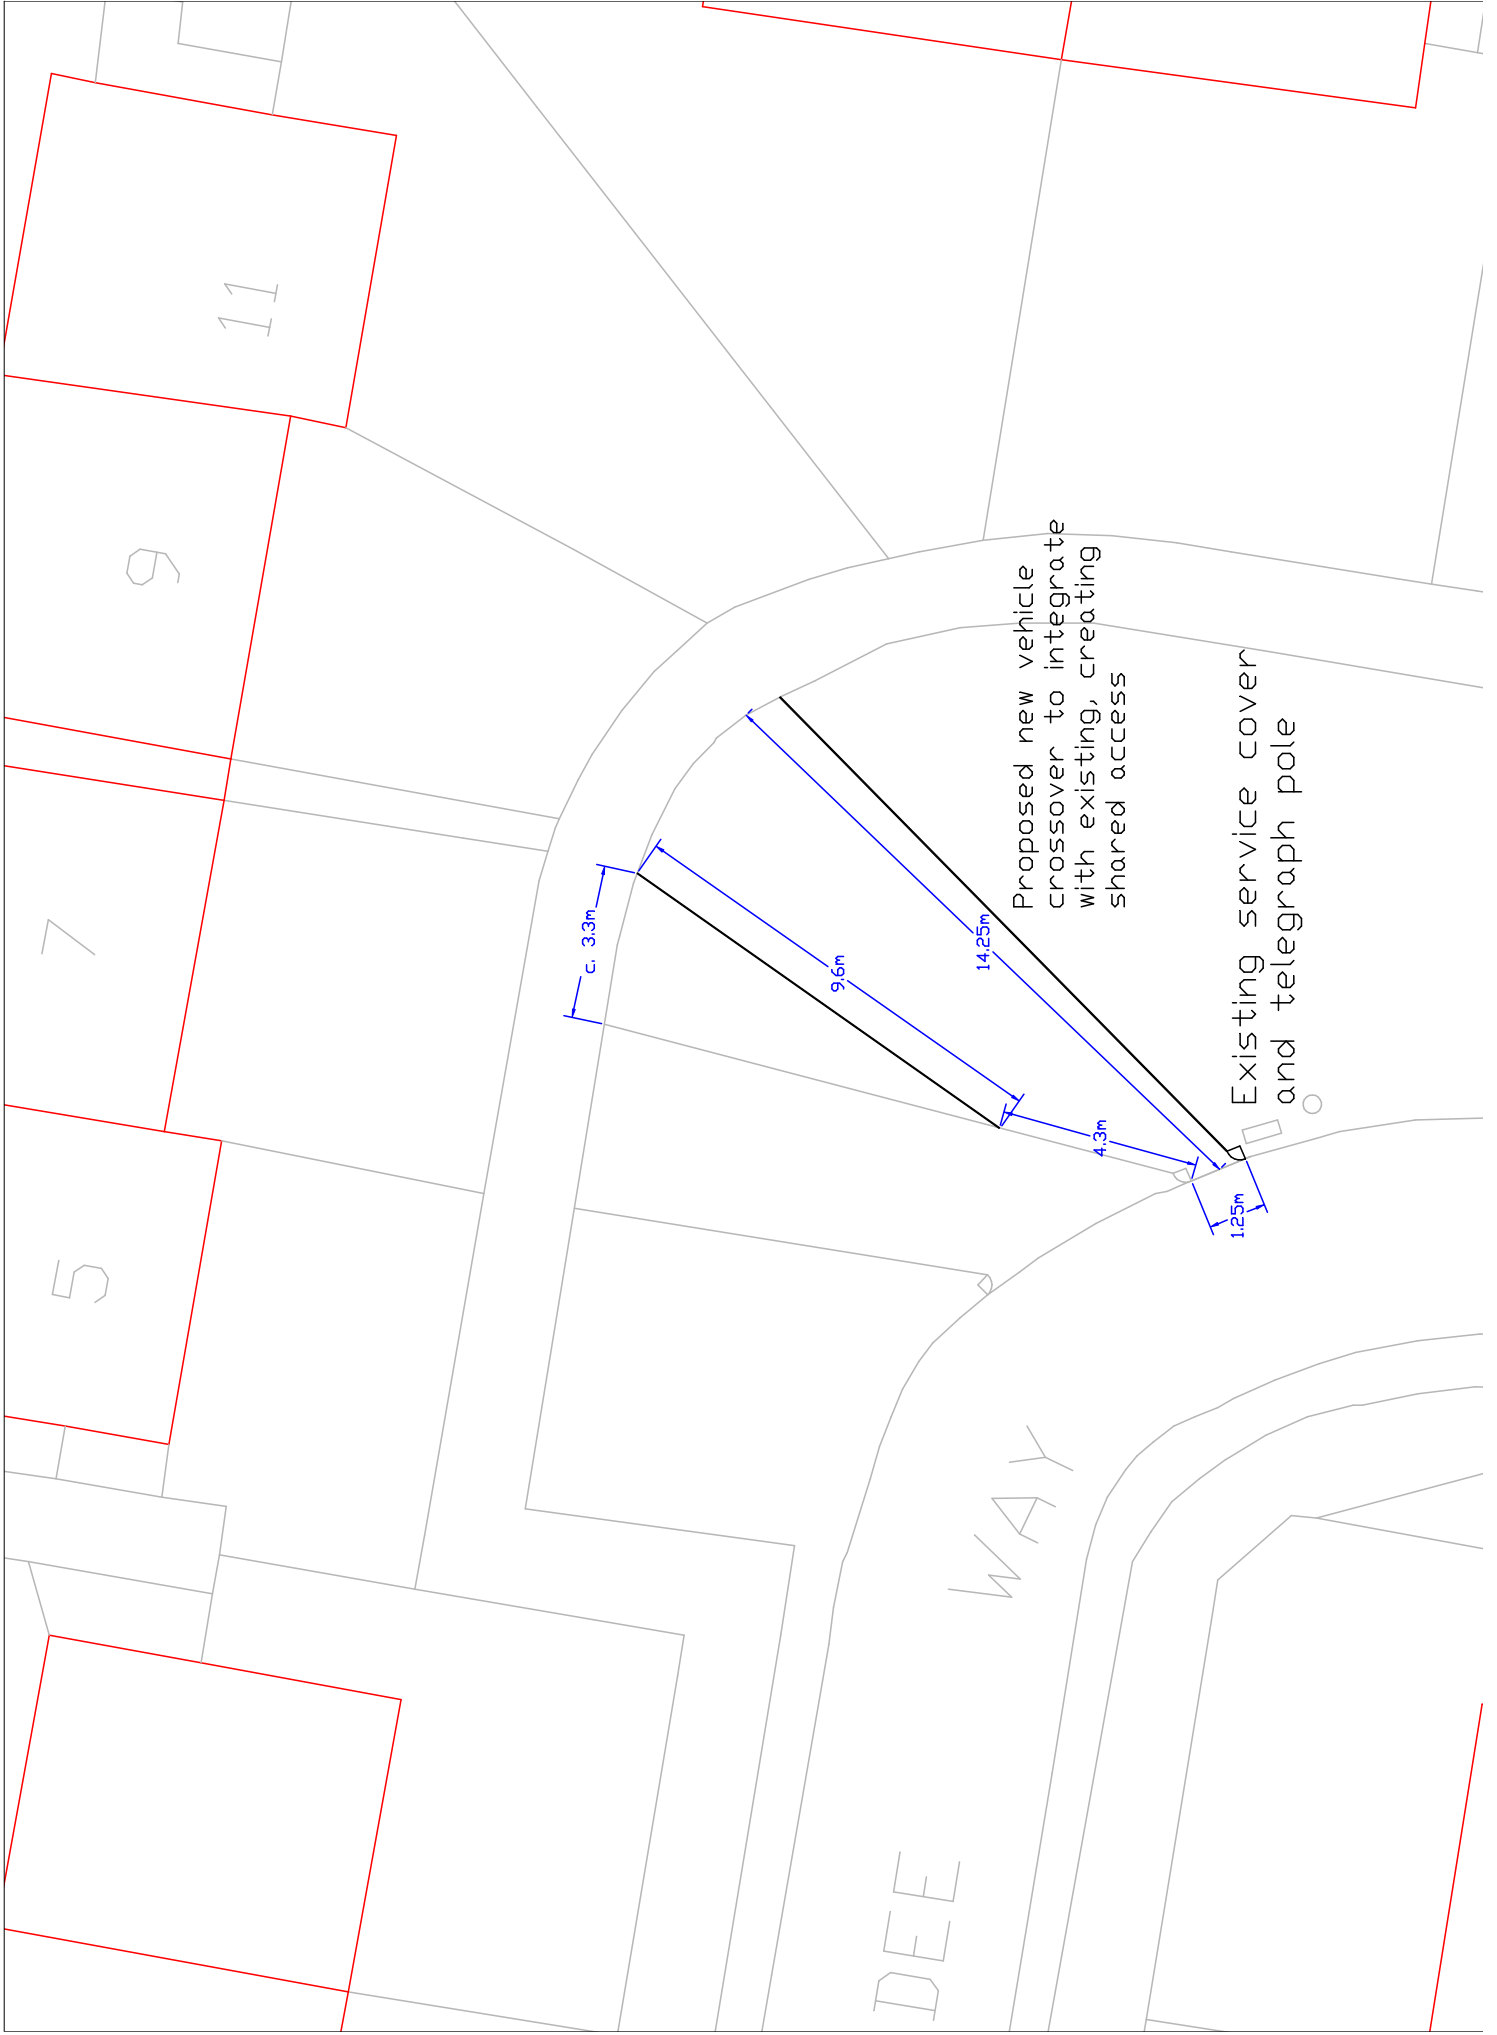 11
9
7
5
c. 3.3m
9.6m
14.25m
4.3m
1.25m
Proposed new vehicle
crossover to integrate
with existing, creating
shared access
Existing service cover
and telegraph pole
DEE WAY